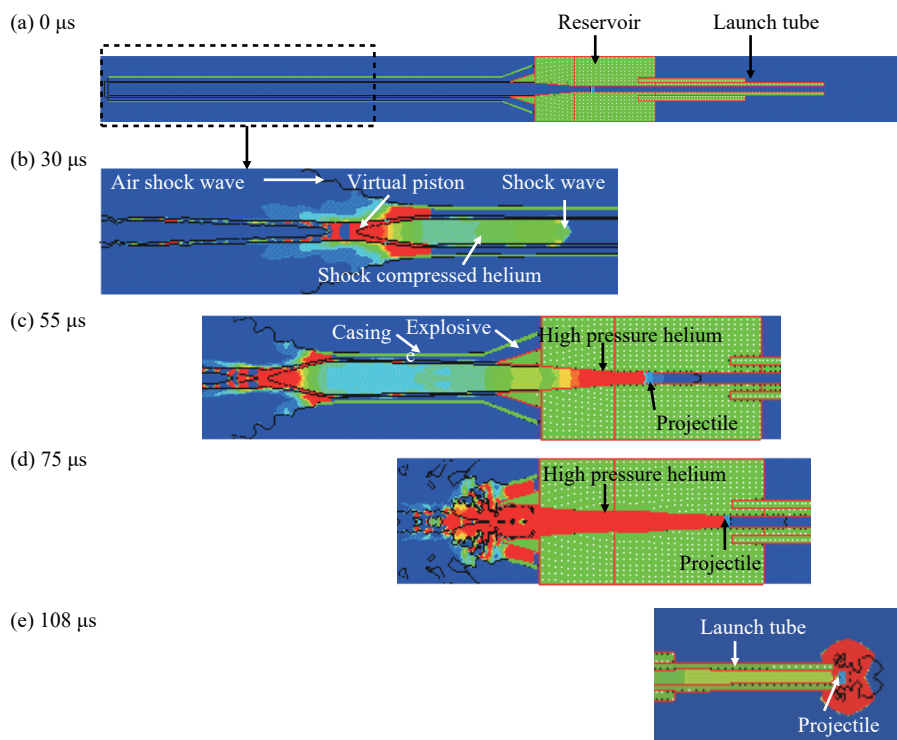 (a) 0 μs
Reservoir
Launch tube
(b) 30 μs
Air shock wave
Virtual piston
Shock wave
Shock compressed helium
(c) 55 μs
Casing
Explosive
e
High pressure helium
Projectile
(d) 75 μs
High pressure helium
Projectile
(e) 108 μs
Launch tube
Projectile